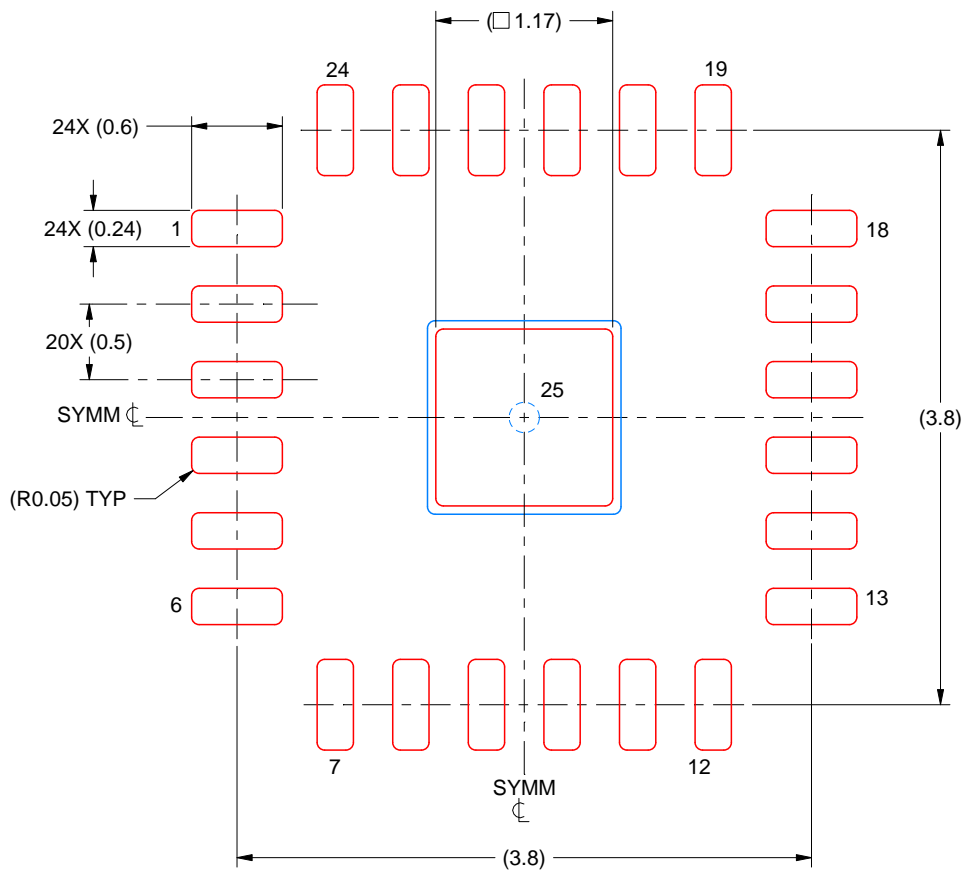 (□ 1.17)
24
19
24X (0.6)
24X (0.24)
1
18
20X (0.5)
25
SYMM ℄
(3.8)
(R0.05) TYP
6
13
7
12
SYMM
℄
(3.8)